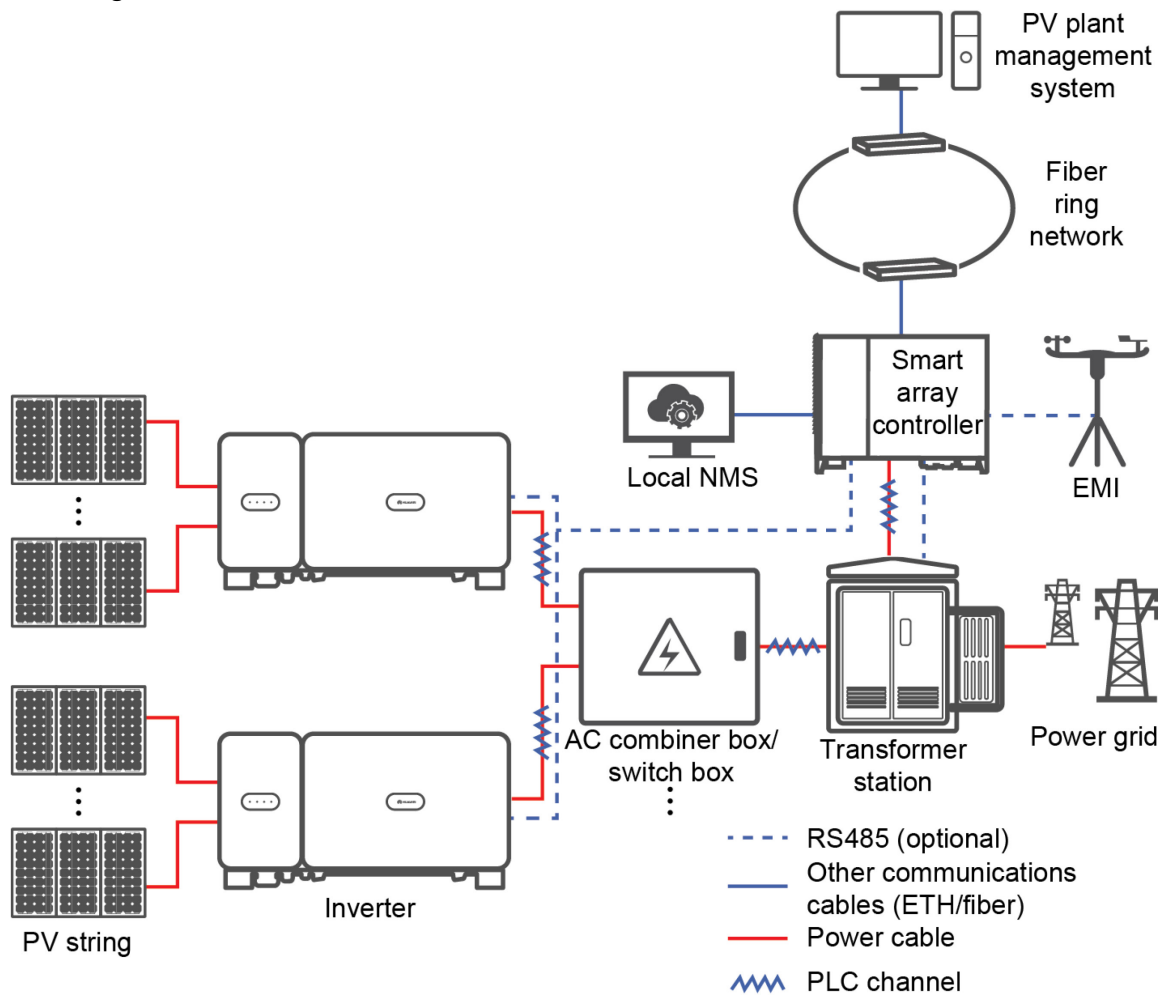 PV plant
management
system
Fiber
ring
network
Smart
array
controller
Local NMS
EMI
AC combiner box/
switch box
Transformer
station
Power grid
Inverter
PV string
RS485 (optional)
Other communications
cables (ETH/fiber)
Power cable
PLC channel